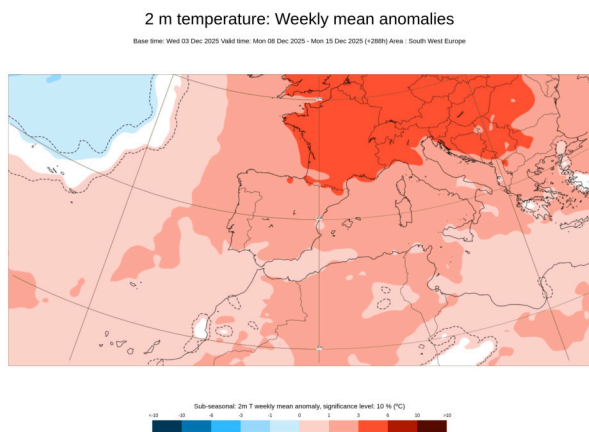 2 m temperature: Weekly mean anomalies
Base time: Wed 03 Dec 2025 Valid time: Mon 08 Dec 2025 - Mon 15 Dec 2025 (+288h) Area : South West Europe
Sub-seasonal: 2m T weekly mean anomaly, significance level: 10 % (ºC)
<-10 -10 -6 -3 -1 0 1 3 6 10 >10